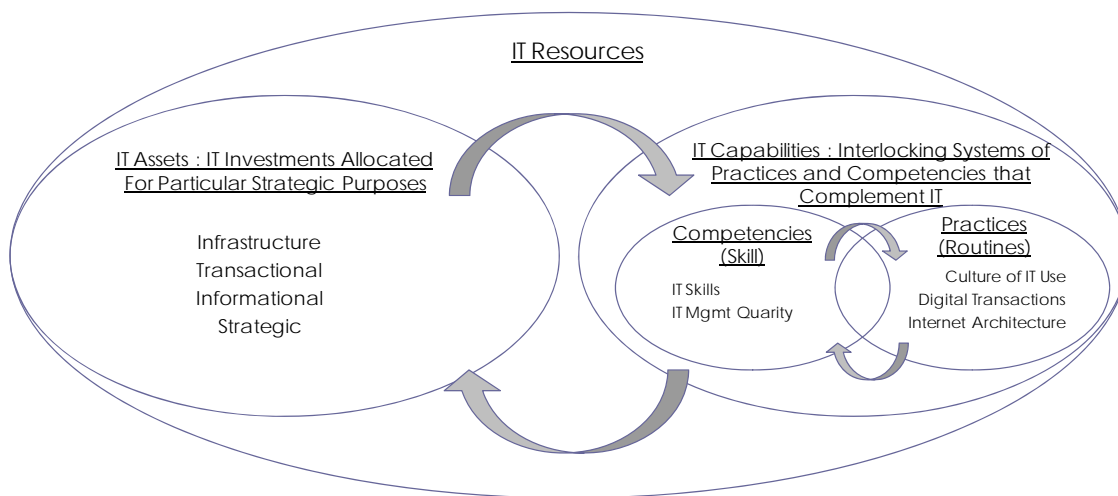 IT Resources
IT Assets : IT Investments Allocated
For Particular Strategic Purposes
Infrastructure
Transactional
Informational
Strategic
IT Capabilities : Interlocking Systems of
Practices and Competencies that
Complement IT
Competencies
(Skill)
IT Skills
IT Mgmt Quarity
Practices
(Routines)
Culture of IT Use
Digital Transactions
Internet Architecture